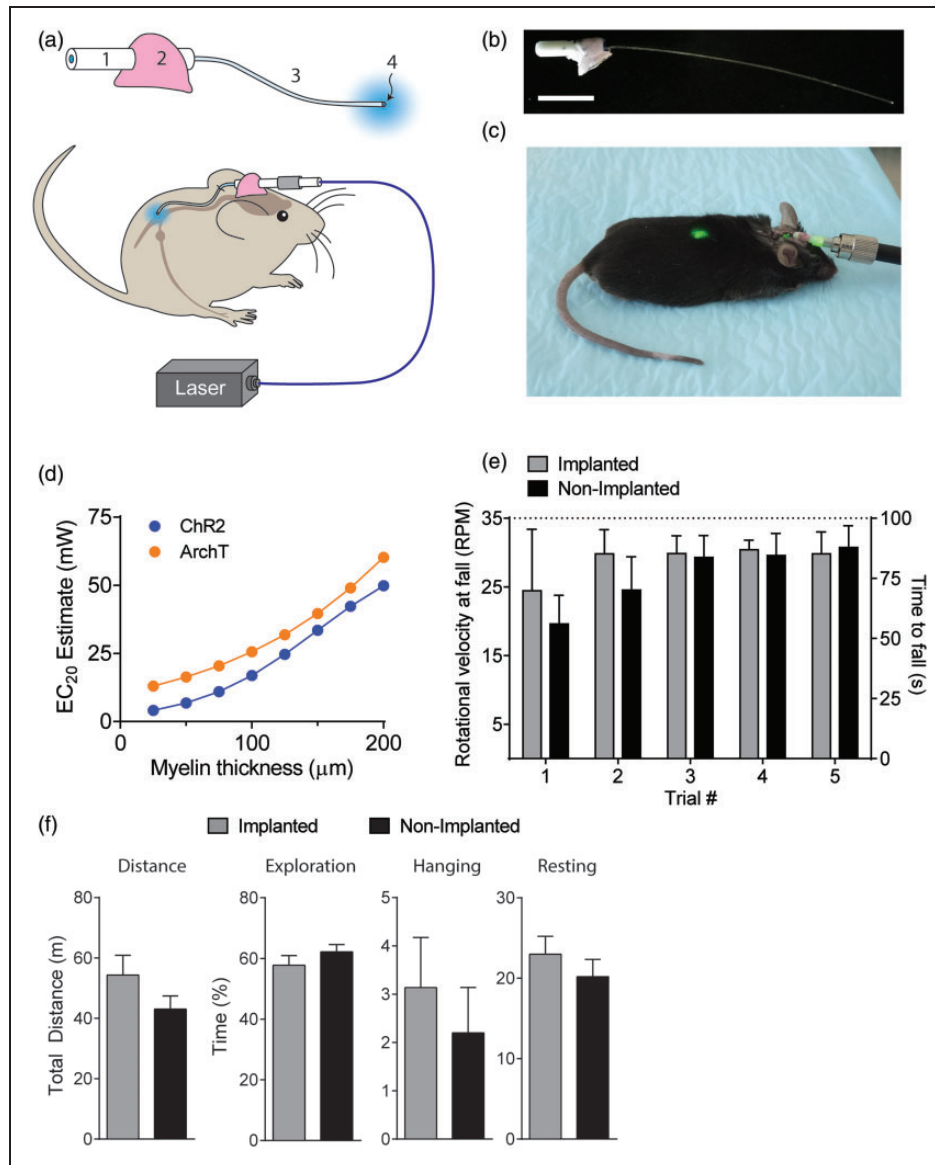 (a)
1
2
3
4
Laser
(b)
(c)
(d)
75
50
25
0
EC20 Estimate (mW)
ChR2
ArchT
0
100
200
Myelin thickness (μm)
(e)
Implanted
Non-Implanted
35
25
15
5
Rotational velocity at fall (RPM)
100
75
50
25
0
Time to fall (s)
1 2 3 4 5
Trial #
(f)
Implanted Non-Implanted
Distance
80
60
40
20
0
Total Distance (m)
Exploration
80
60
40
60
0
Time (%)
Hanging
5
4
3
2
1
0
Resting
30
20
10
0